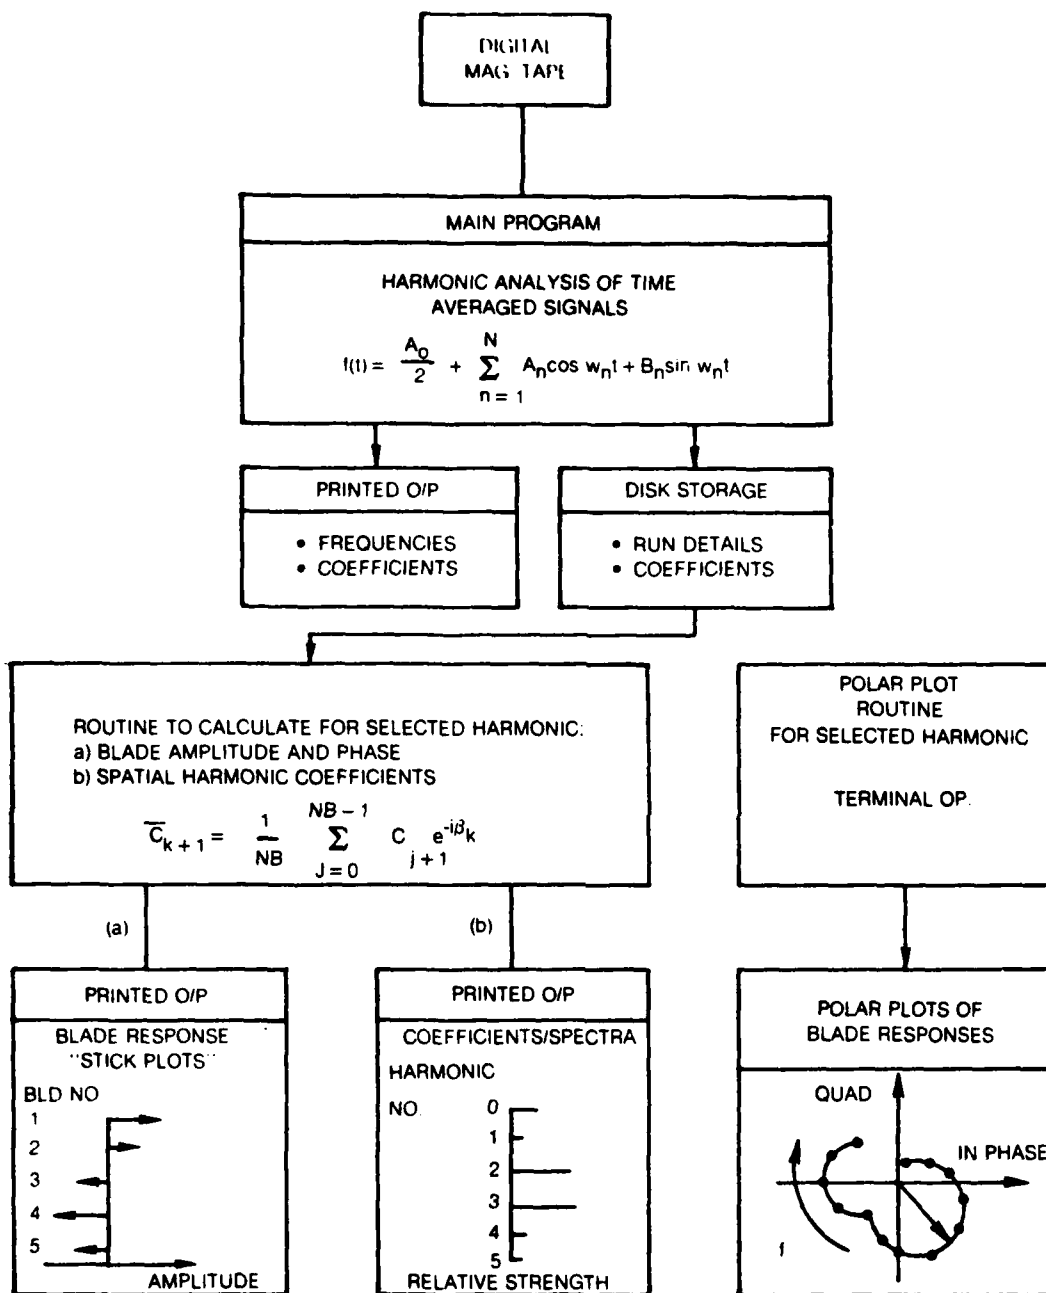 DIGITAL
MAG TAPE
MAIN PROGRAM
HARMONIC ANALYSIS OF TIME
AVERAGED SIGNALS
f(t) = A₀/2 + Σ_{n = 1}^{N} Aₙcos wₙt + Bₙsin wₙt
PRINTED O/P
• FREQUENCIES
• COEFFICIENTS
DISK STORAGE
• RUN DETAILS
• COEFFICIENTS
ROUTINE TO CALCULATE FOR SELECTED HARMONIC:
a) BLADE AMPLITUDE AND PHASE
b) SPATIAL HARMONIC COEFFICIENTS
C̅_{k + 1} = 1/NB Σ_{J = 0}^{NB - 1} C_{j + 1} e^{-iβ}k
POLAR PLOT
ROUTINE
FOR SELECTED HARMONIC
TERMINAL OP.
(a)
(b)
PRINTED O/P
BLADE RESPONSE
"STICK PLOTS"
BLD NO
1
2
3
4
5
AMPLITUDE
PRINTED O/P
COEFFICIENTS/SPECTRA
HARMONIC
NO.
0
1
2
3
4
5
RELATIVE STRENGTH
POLAR PLOTS OF
BLADE RESPONSES
QUAD
IN PHASE
f